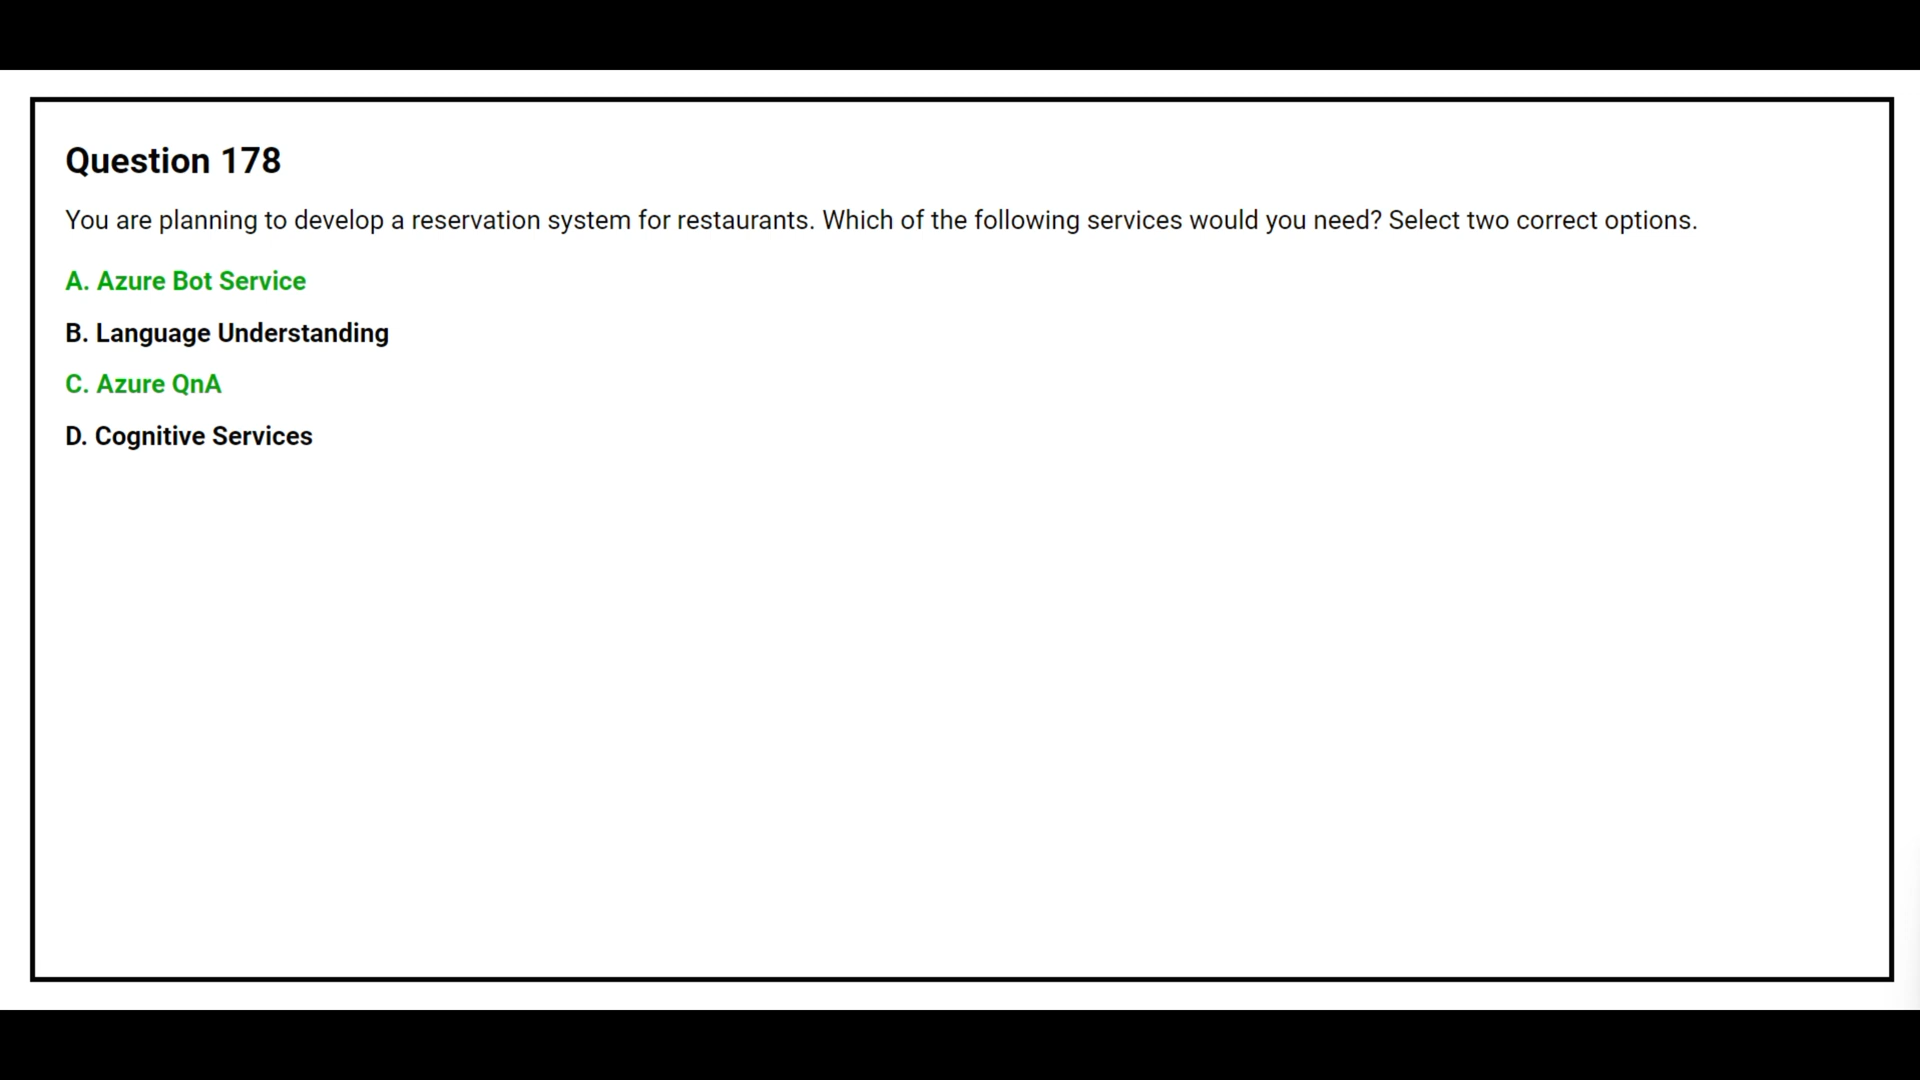 Question 178
You are planning to develop a reservation system for restaurants. Which of the following services would you need? Select two correct options.
A. Azure Bot Service
B. Language Understanding
C. Azure QnA
D. Cognitive Services